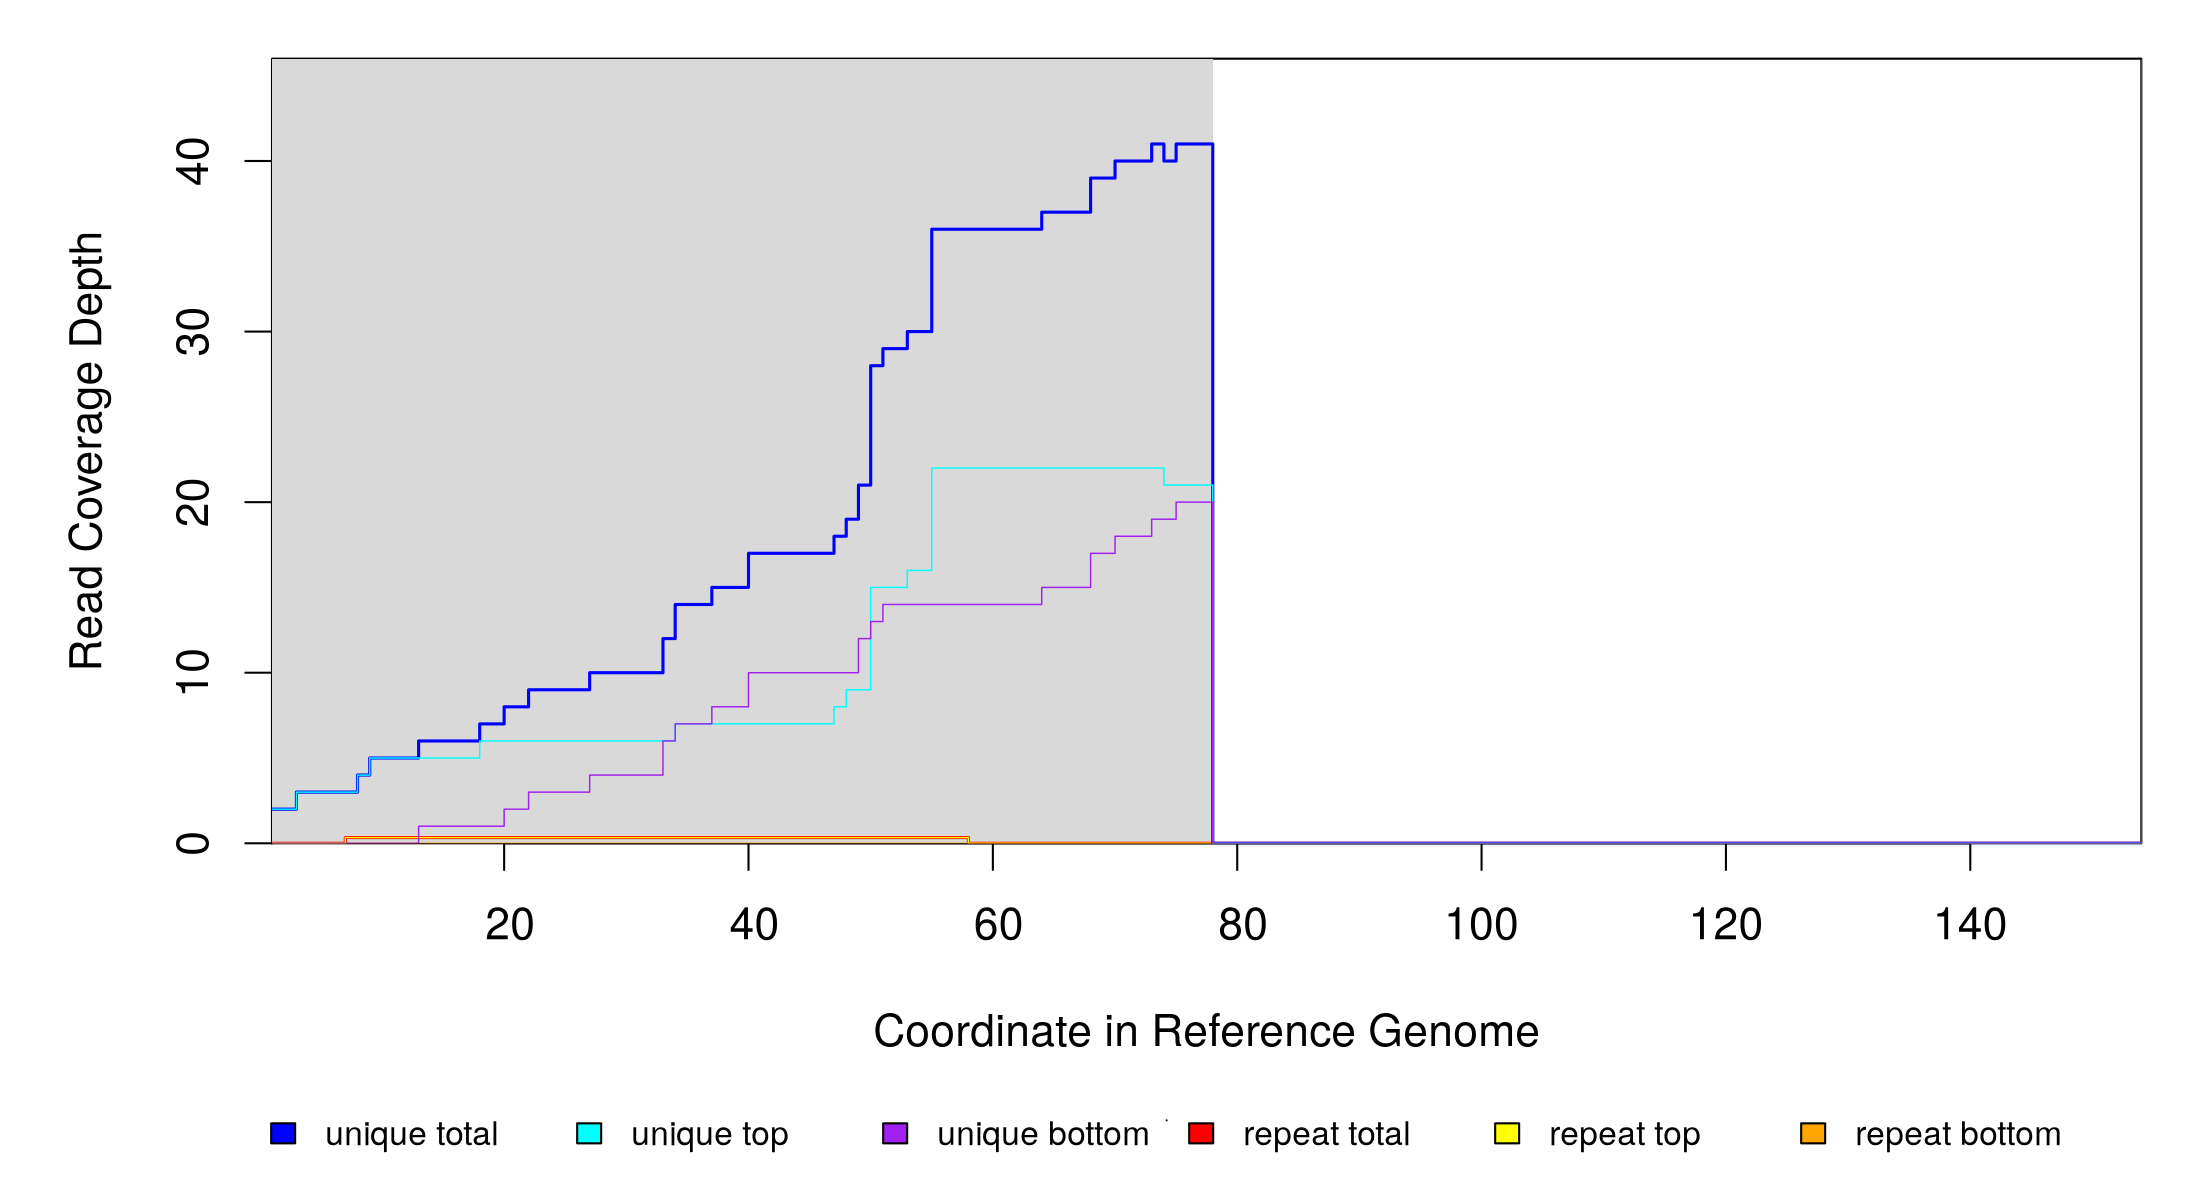 Read Coverage Depth
40
30
20
10
0
20 40 60 80 100 120 140
Coordinate in Reference Genome
unique total unique top unique bottom repeat total repeat top repeat bottom